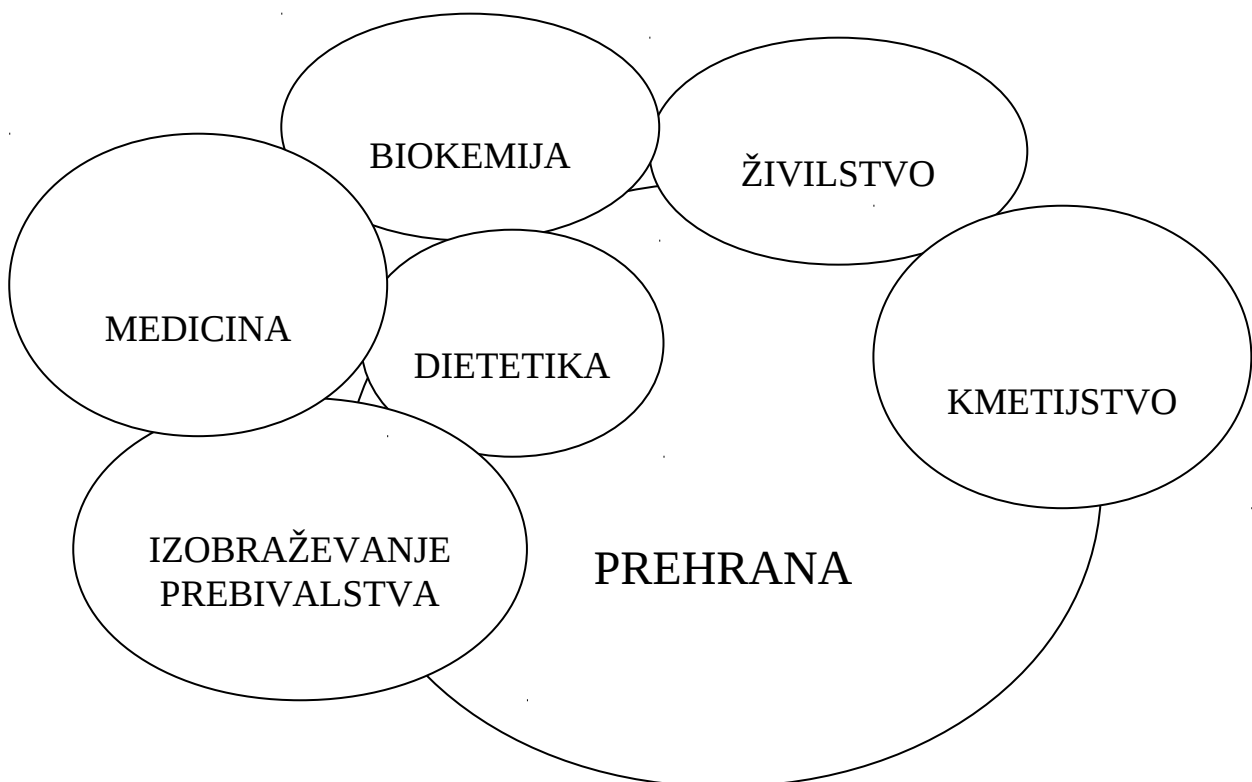 BIOKEMIJA
ŽIVILSTVO
MEDICINA
DIETETIKA
KMETIJSTVO
IZOBRAŽEVANJE
PREBIVALSTVA
PREHRANA